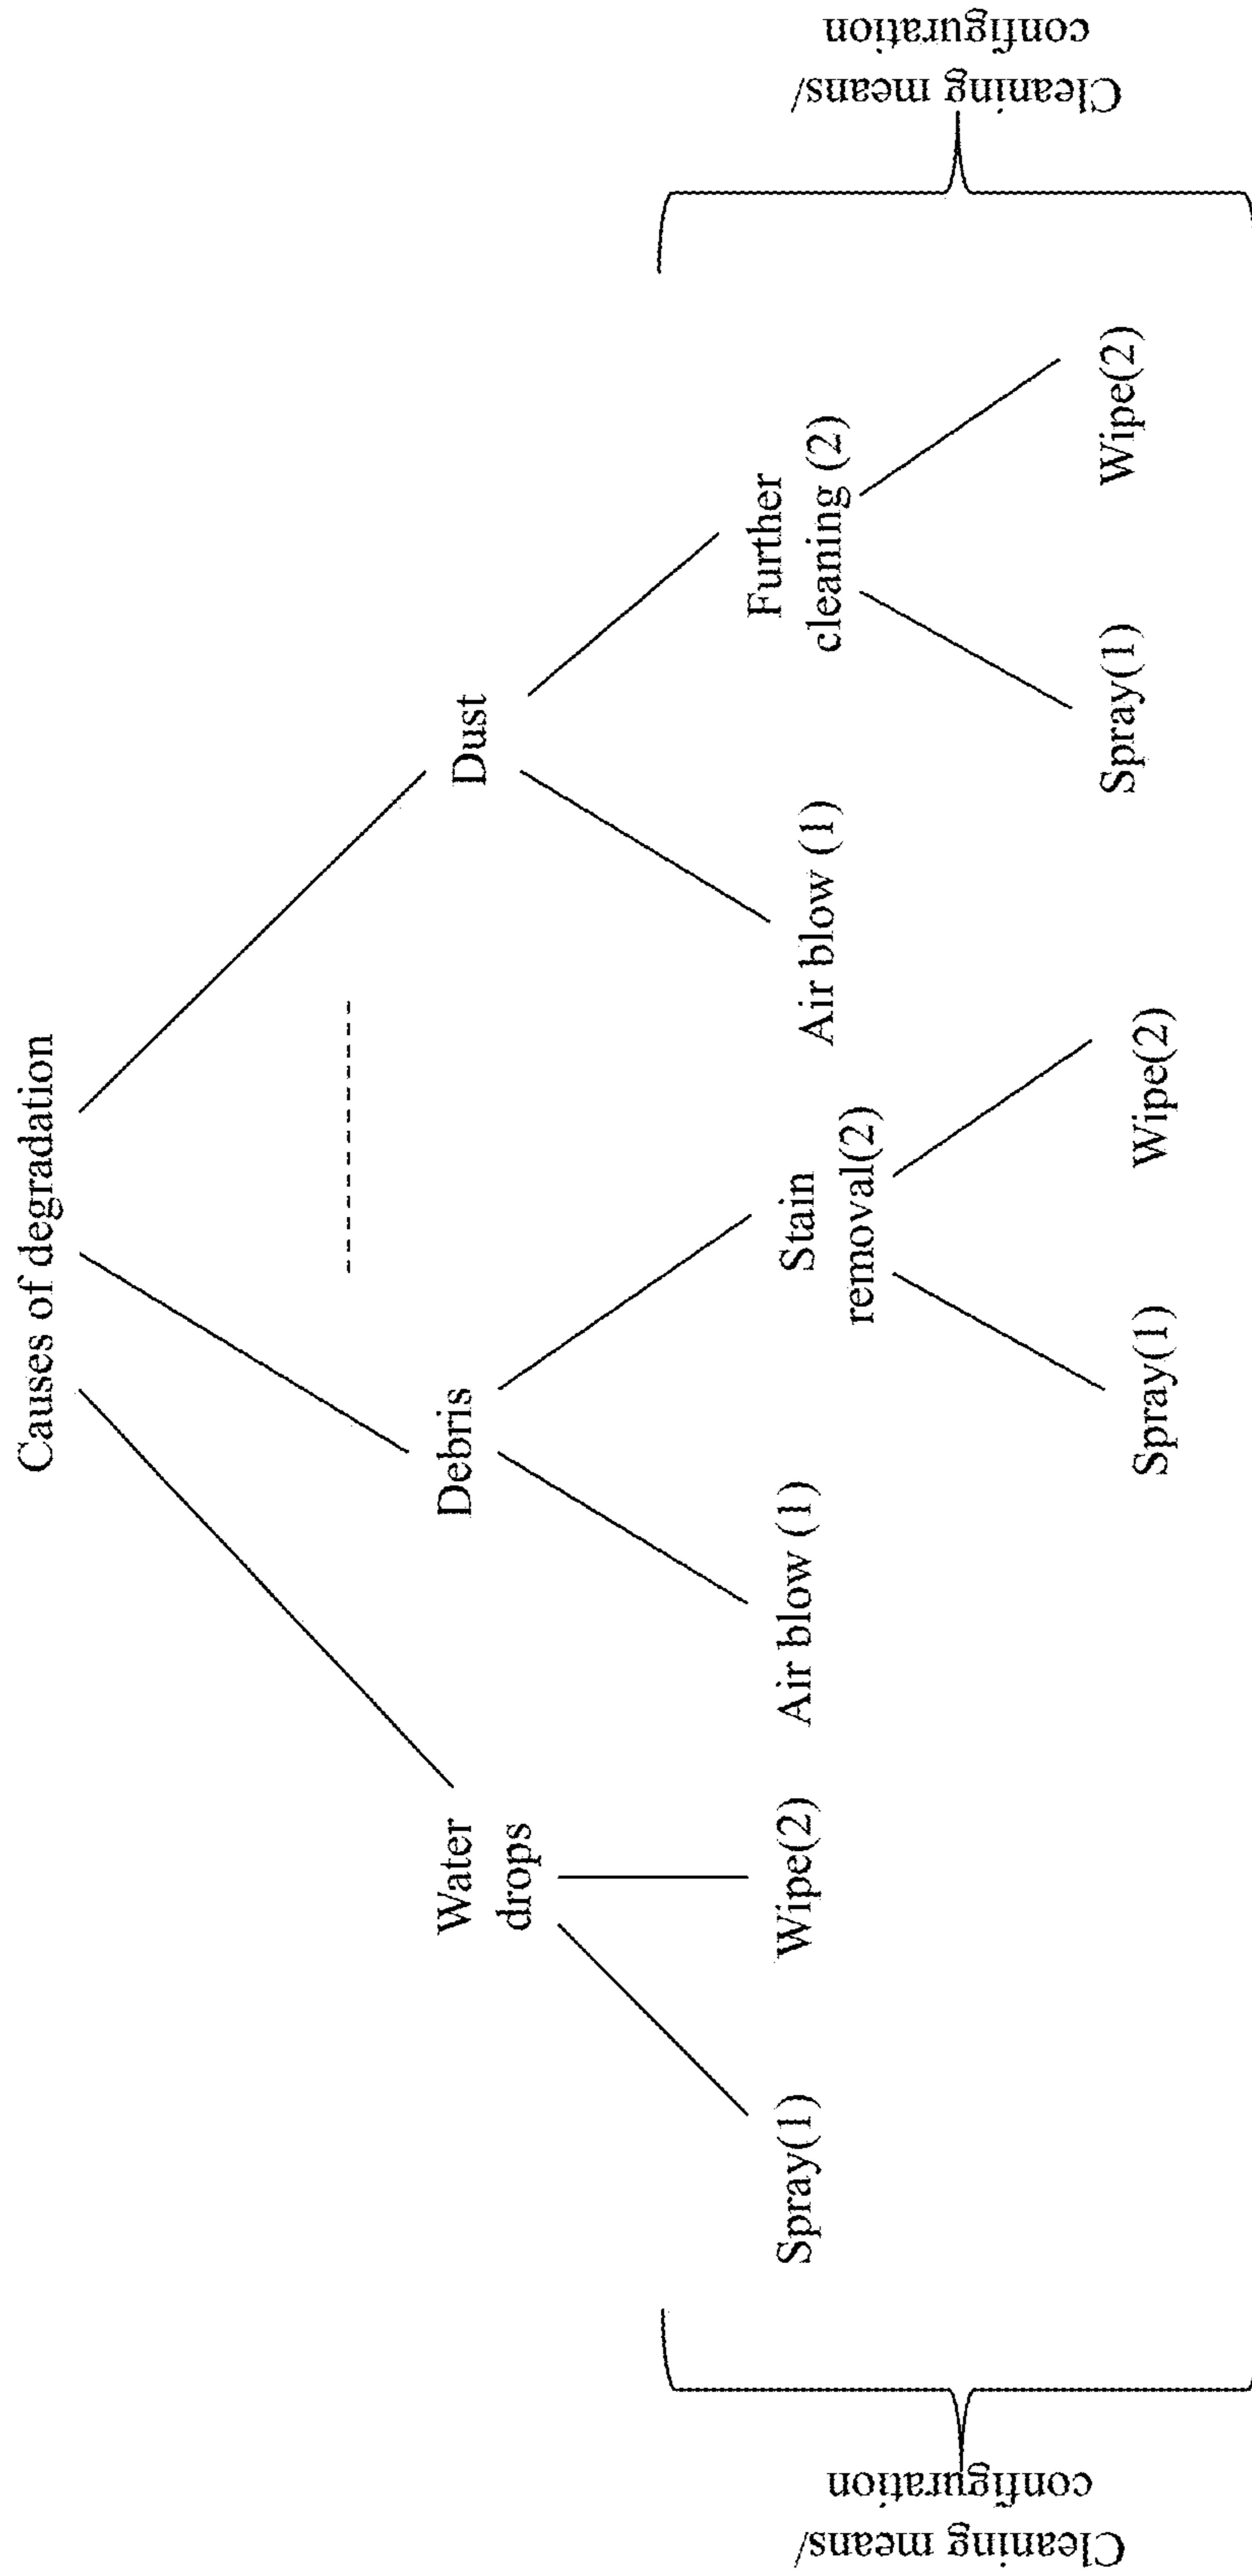 Causes of degradation
Water
drops
Debris
Dust
Spray(1)
Wipe(2)
Air blow (1)
Stain
removal(2)
Air blow (1)
Further
cleaning (2)
Spray(1)
Wipe(2)
Spray(1)
Wipe(2)
Cleaning means/
configuration
Cleaning means/
configuration